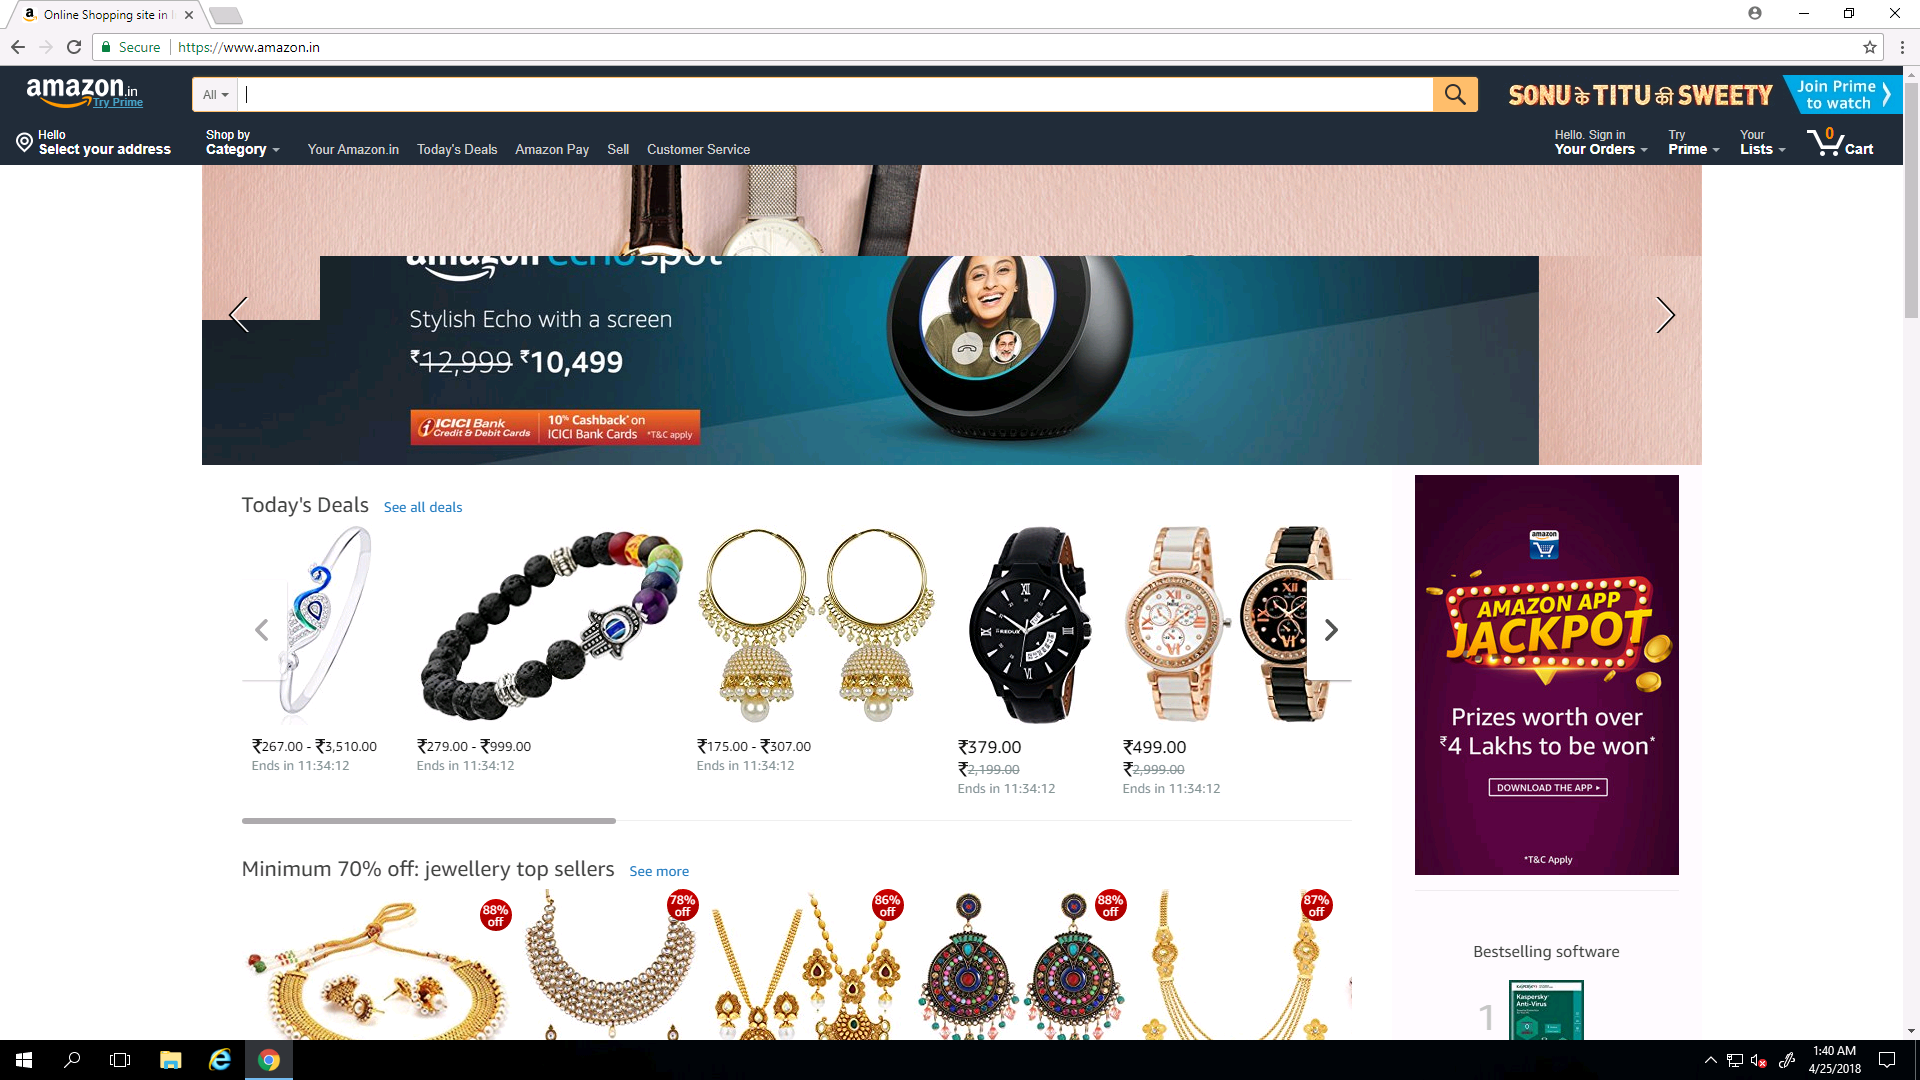 Online Shopping site in
Secure
https://www.amazon.in
amazon.in
Try Prime
All
SONU के TITU की SWEETY
Join Prime
to watch
Hello
Select your address
Shop by
Category
Your Amazon.in
Today's Deals
Amazon Pay
Sell
Customer Service
Hello. Sign in
Your Orders
Try
Prime
Your
Lists
0
Cart
amazon echo spot
Stylish Echo with a screen
₹12,999 ₹10,499
ICICI Bank
Credit & Debit Cards
10% Cashback* on
ICICI Bank Cards *T&C apply
Today's Deals See all deals
REDUX
₹267.00 - ₹3,510.00
Ends in 11:34:12
₹279.00 - ₹999.00
Ends in 11:34:12
₹175.00 - ₹307.00
Ends in 11:34:12
₹379.00
₹2,199.00
Ends in 11:34:12
₹499.00
₹2,999.00
Ends in 11:34:12
amazon
AMAZON APP
JACKPOT
Prizes worth over
₹4 Lakhs to be won*
DOWNLOAD THE APP
*T&C Apply
Minimum 70% off: jewellery top sellers See more
88%
off
78%
off
86%
off
88%
off
87%
off
Bestselling software
1
Kaspersky
Anti-Virus
1:40 AM
4/25/2018